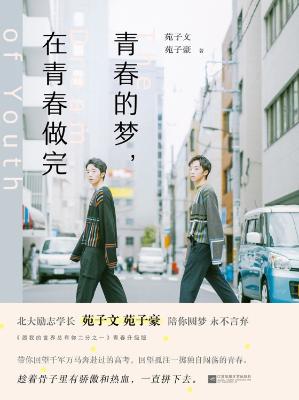 青春的梦，
在青春做完
苑子文
苑子豪 著
The
Dream
of Youth
北大励志学长 苑子文 苑子豪 陪你圆梦 永不言弃
《愿我的世界总有你二分之一》青春升级版
带你回望千军万马奔赴过的高考，回望孤注一掷独自闯荡的青春。
趁着骨子里有骄傲和热血，一直拼下去。